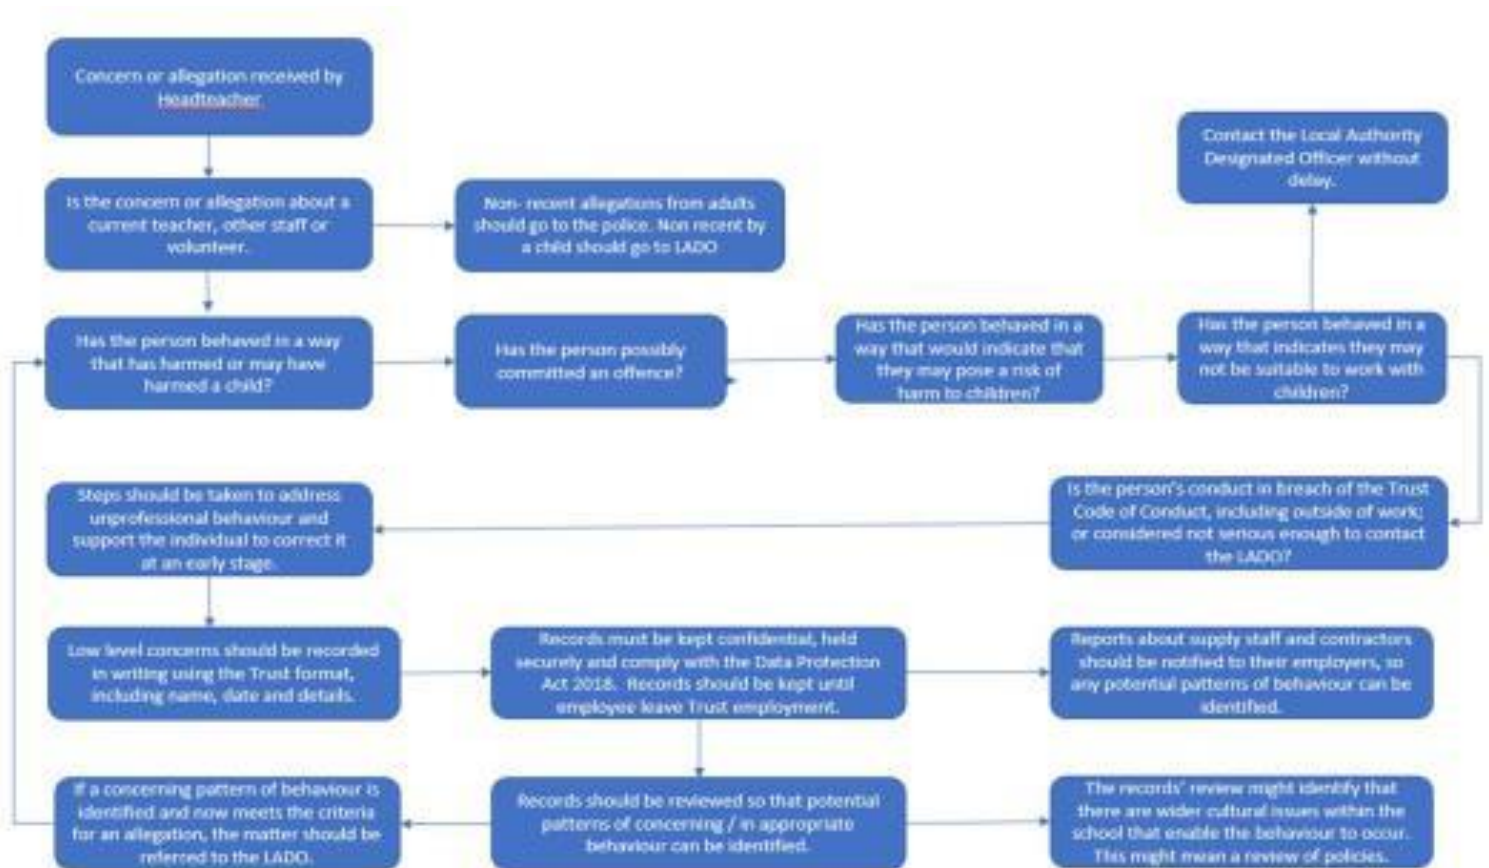 Concern or allegation received by
Headteacher
Contact the Local Authority
Designated Officer without
delay.
Is the concern or allegation about a
current teacher, other staff or
volunteer.
Non- recent allegations from adults
should go to the police. Non recent by
a child should go to LADO
Has the person behaved in a way
that has harmed or may have
harmed a child?
Has the person possibly
committed an offence?
Has the person behaved in a
way that would indicate that
they may pose a risk of
harm to children?
Has the person behaved in a
way that indicates they may
not be suitable to work with
children?
Steps should be taken to address
unprofessional behaviour and
support the individual to correct it
at an early stage.
Is the person's conduct in breach of the Trust
Code of Conduct, including outside of work;
or considered not serious enough to contact
the LADO?
Low level concerns should be recorded
in writing using the Trust format,
including name, date and details.
Records must be kept confidential, held
securely and comply with the Data Protection
Act 2018. Records should be kept until
employee leave Trust employment.
Reports about supply staff and contractors
should be notified to their employers, so
any potential patterns of behaviour can be
identified.
If a concerning pattern of behaviour is
identified and now meets the criteria
for an allegation, the matter should be
referred to the LADO.
Records should be reviewed so that potential
patterns of concerning / in appropriate
behaviour can be identified.
The records' review might identify that
there are wider cultural issues within the
school that enable the behaviour to occur.
This might mean a review of policies.